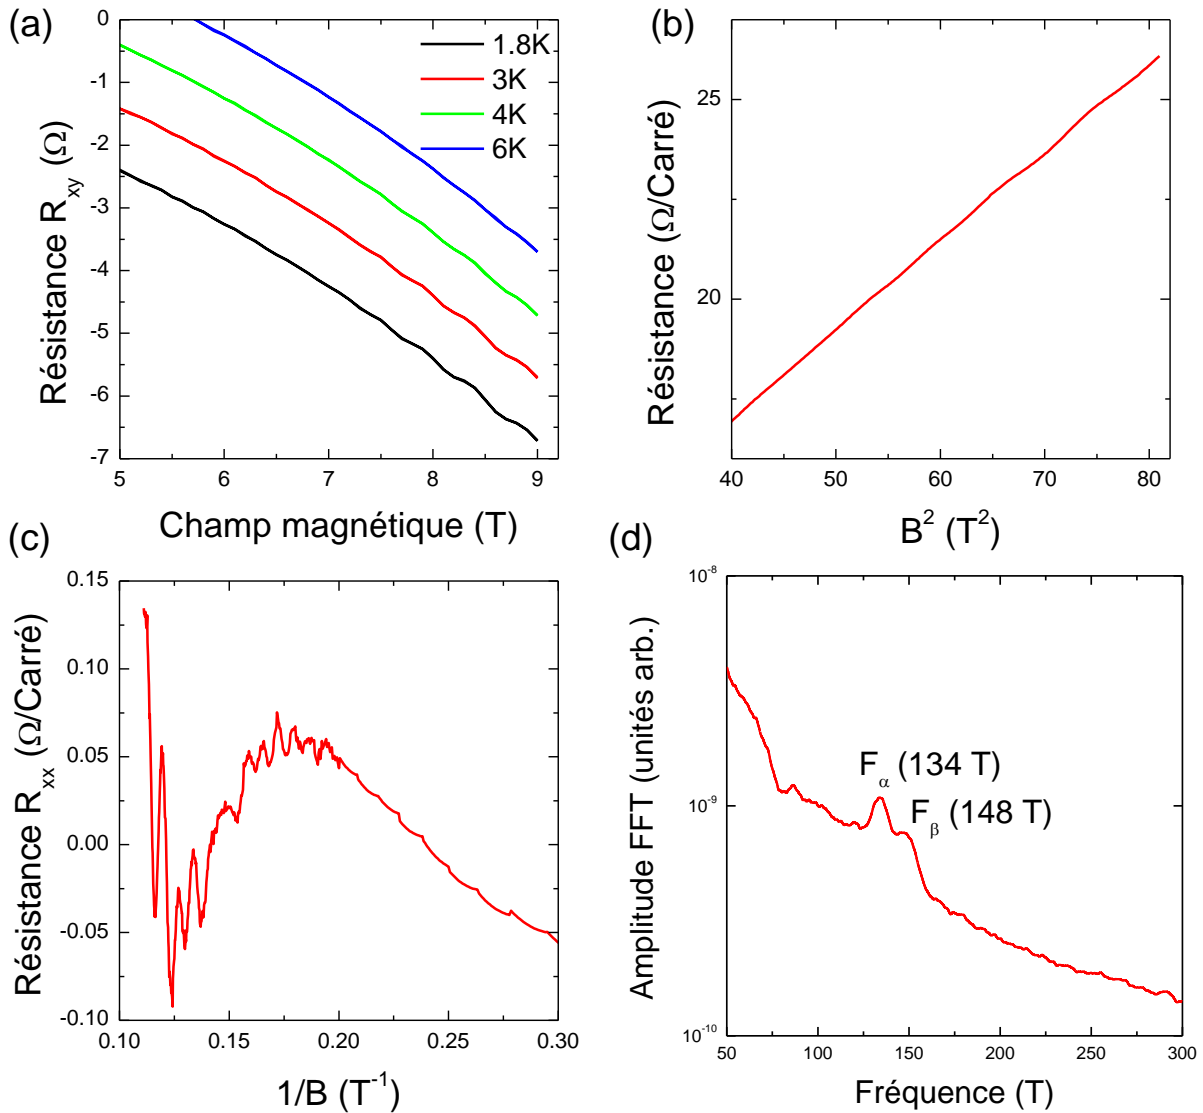 (a)
0
-1
-2
-3
-4
-5
-6
-7
Résistance R_xy (Ω)
1.8K
3K
4K
6K
5 6 7 8 9
Champ magnétique (T)
(b)
25
20
Résistance (Ω/Carré)
40 50 60 70 80
B² (T²)
(c)
0.15
0.10
0.05
0.00
-0.05
-0.10
Résistance R_xx (Ω/Carré)
0.10 0.15 0.20 0.25 0.30
1/B (T⁻¹)
(d)
10⁻⁸
10⁻⁹
10⁻¹⁰
Amplitude FFT (unités arb.)
F_α (134 T)
F_β (148 T)
50 100 150 200 250 300
Fréquence (T)